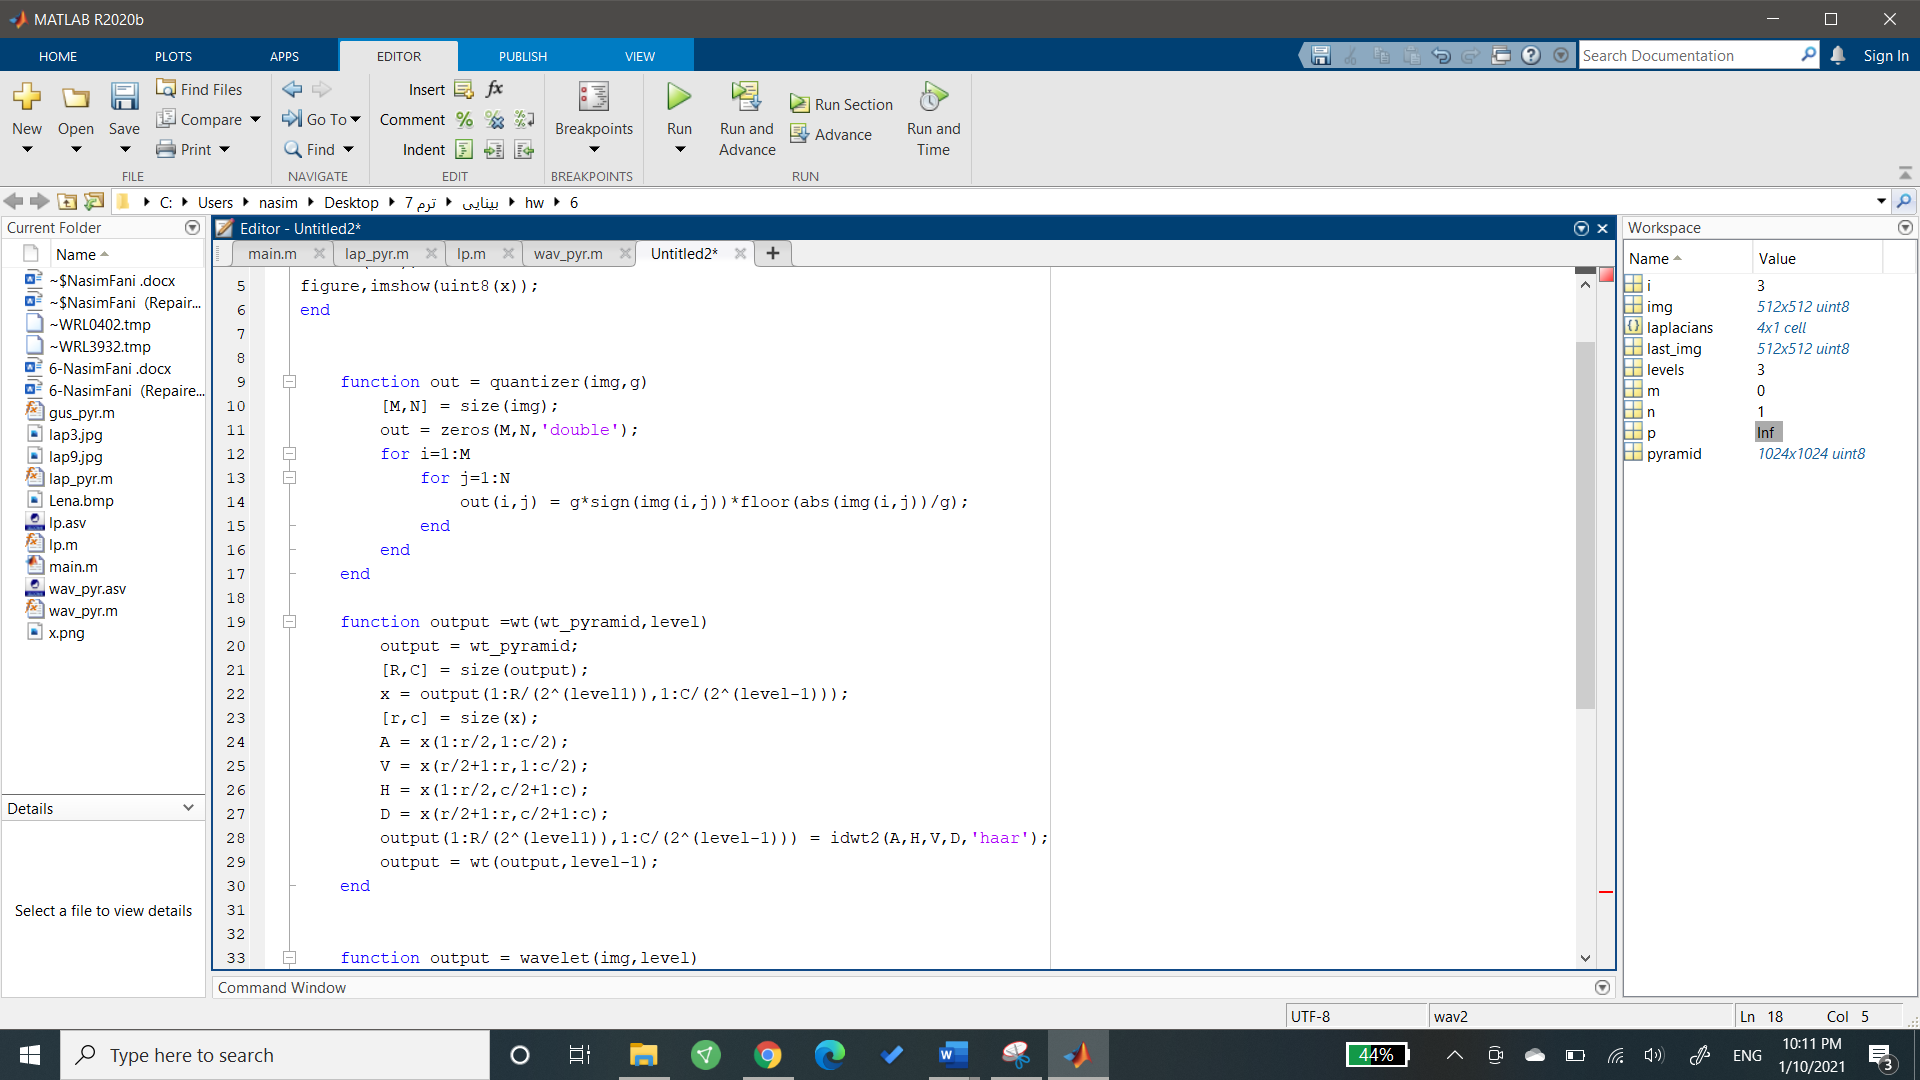 MATLAB R2020b
HOME PLOTS APPS EDITOR PUBLISH VIEW
Search Documentation
Sign In
New Open Save
Find Files
Compare
Print
FILE
Go To
Find
NAVIGATE
Insert fx
Comment
Indent
EDIT
Breakpoints
BREAKPOINTS
Run
Run and Advance
Run Section
Advance
Run and Time
RUN
C: Users nasim Desktop ترم 7 بینایی hw 6
Current Folder
Name
~$NasimFani .docx
~$NasimFani (Repair...
~WRL0402.tmp
~WRL3932.tmp
6-NasimFani .docx
6-NasimFani (Repaire...
gus_pyr.m
lap3.jpg
lap9.jpg
lap_pyr.m
Lena.bmp
lp.asv
lp.m
main.m
wav_pyr.asv
wav_pyr.m
x.png
Details
Select a file to view details
Editor - Untitled2*
main.m lap_pyr.m lp.m wav_pyr.m Untitled2*
5 figure,imshow(uint8(x));
6 end
7
8
9 function out = quantizer(img,g)
10 [M,N] = size(img);
11 out = zeros(M,N,'double');
12 for i=1:M
13 for j=1:N
14 out(i,j) = g*sign(img(i,j))*floor(abs(img(i,j))/g);
15 end
16 end
17 end
18
19 function output =wt(wt_pyramid,level)
20 output = wt_pyramid;
21 [R,C] = size(output);
22 x = output(1:R/(2^(level1)),1:C/(2^(level-1)));
23 [r,c] = size(x);
24 A = x(1:r/2,1:c/2);
25 V = x(r/2+1:r,1:c/2);
26 H = x(1:r/2,c/2+1:c);
27 D = x(r/2+1:r,c/2+1:c);
28 output(1:R/(2^(level1)),1:C/(2^(level-1))) = idwt2(A,H,V,D,'haar');
29 output = wt(output,level-1);
30 end
31
32
33 function output = wavelet(img,level)
Command Window
Workspace
Name Value
i 3
img 512x512 uint8
laplacians 4x1 cell
last_img 512x512 uint8
levels 3
m 0
n 1
p Inf
pyramid 1024x1024 uint8
UTF-8 wav2 Ln 18 Col 5
Type here to search
44%
ENG
10:11 PM
1/10/2021
3